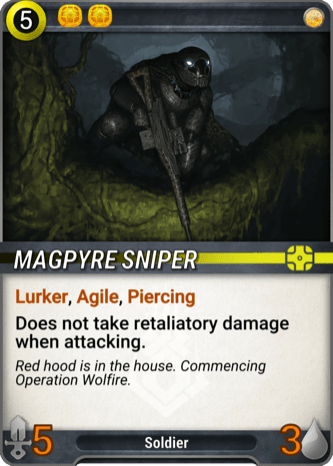 5
MAGPYRE SNIPER
Lurker, Agile, Piercing
Does not take retaliatory damage
when attacking.
Red hood is in the house. Commencing
Operation Wolfire.
5 Soldier 3